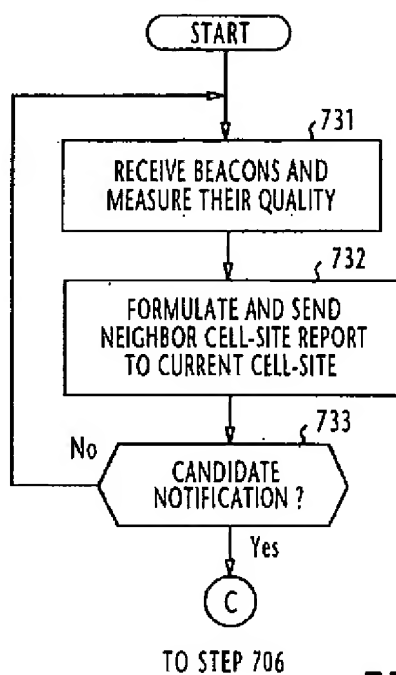 START
731
RECEIVE BEACONS AND
MEASURE THEIR QUALITY
732
FORMULATE AND SEND
NEIGHBOR CELL-SITE REPORT
TO CURRENT CELL-SITE
733
No
CANDIDATE
NOTIFICATION ?
Yes
C
TO STEP 706